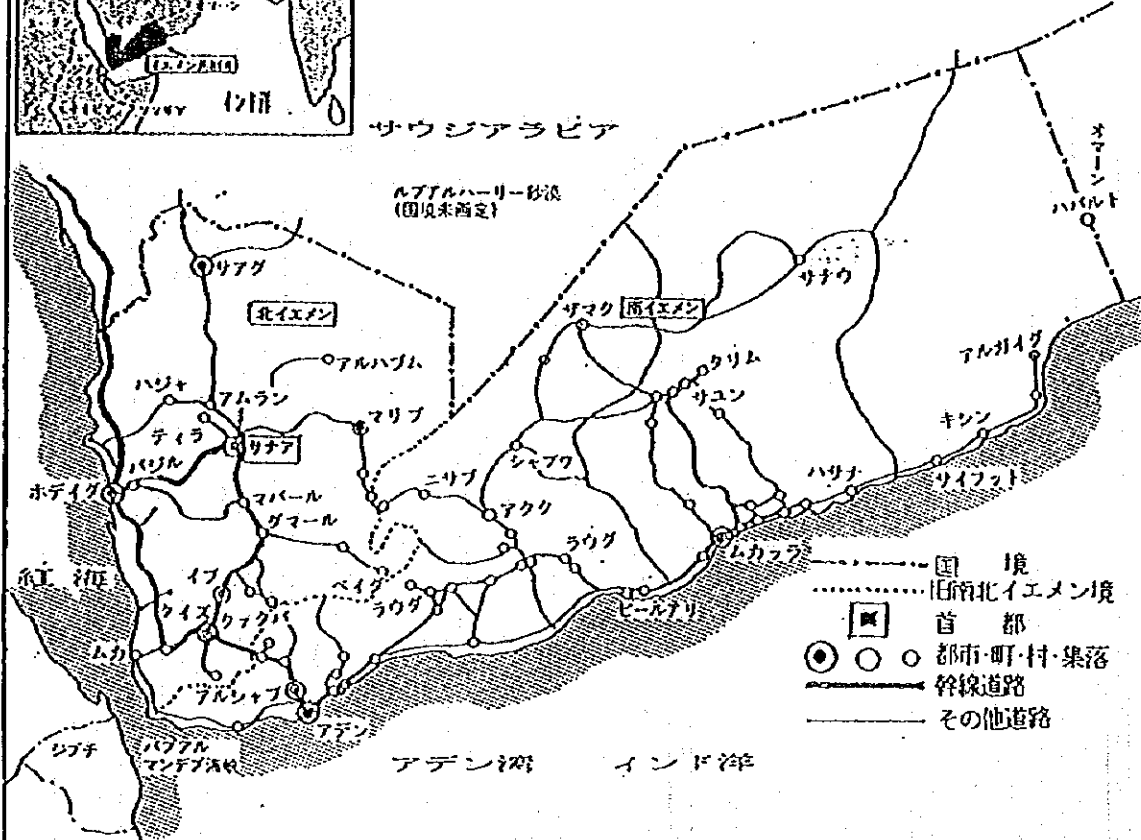 インド洋
サウジアラビア
ルブアルハーリー砂漠
(国境未画定)
オマーン
ハバルト
サアダ
サナウ
北イエメン
ザマク
南イエメン
アルハヅム
タリム
アルガイダ
ハジャ
アムラン
サユン
マリブ
キシン
ティラ
サナア
シャブワ
ハサナ
バジル
ニサブ
サイフット
ホデイダ
マバール
アタク
ダマール
ラウダ
ムカッラ
紅海
イブ
ベイダ
ラウダ
ビールアリ
タイズ
ムカ
アルシャブ
アデン
ジブチ
バブアル
マンデブ海峡
アデン湾
インド洋
国境
旧南北イエメン境
首都
都市・町・村・集落
幹線道路
その他道路